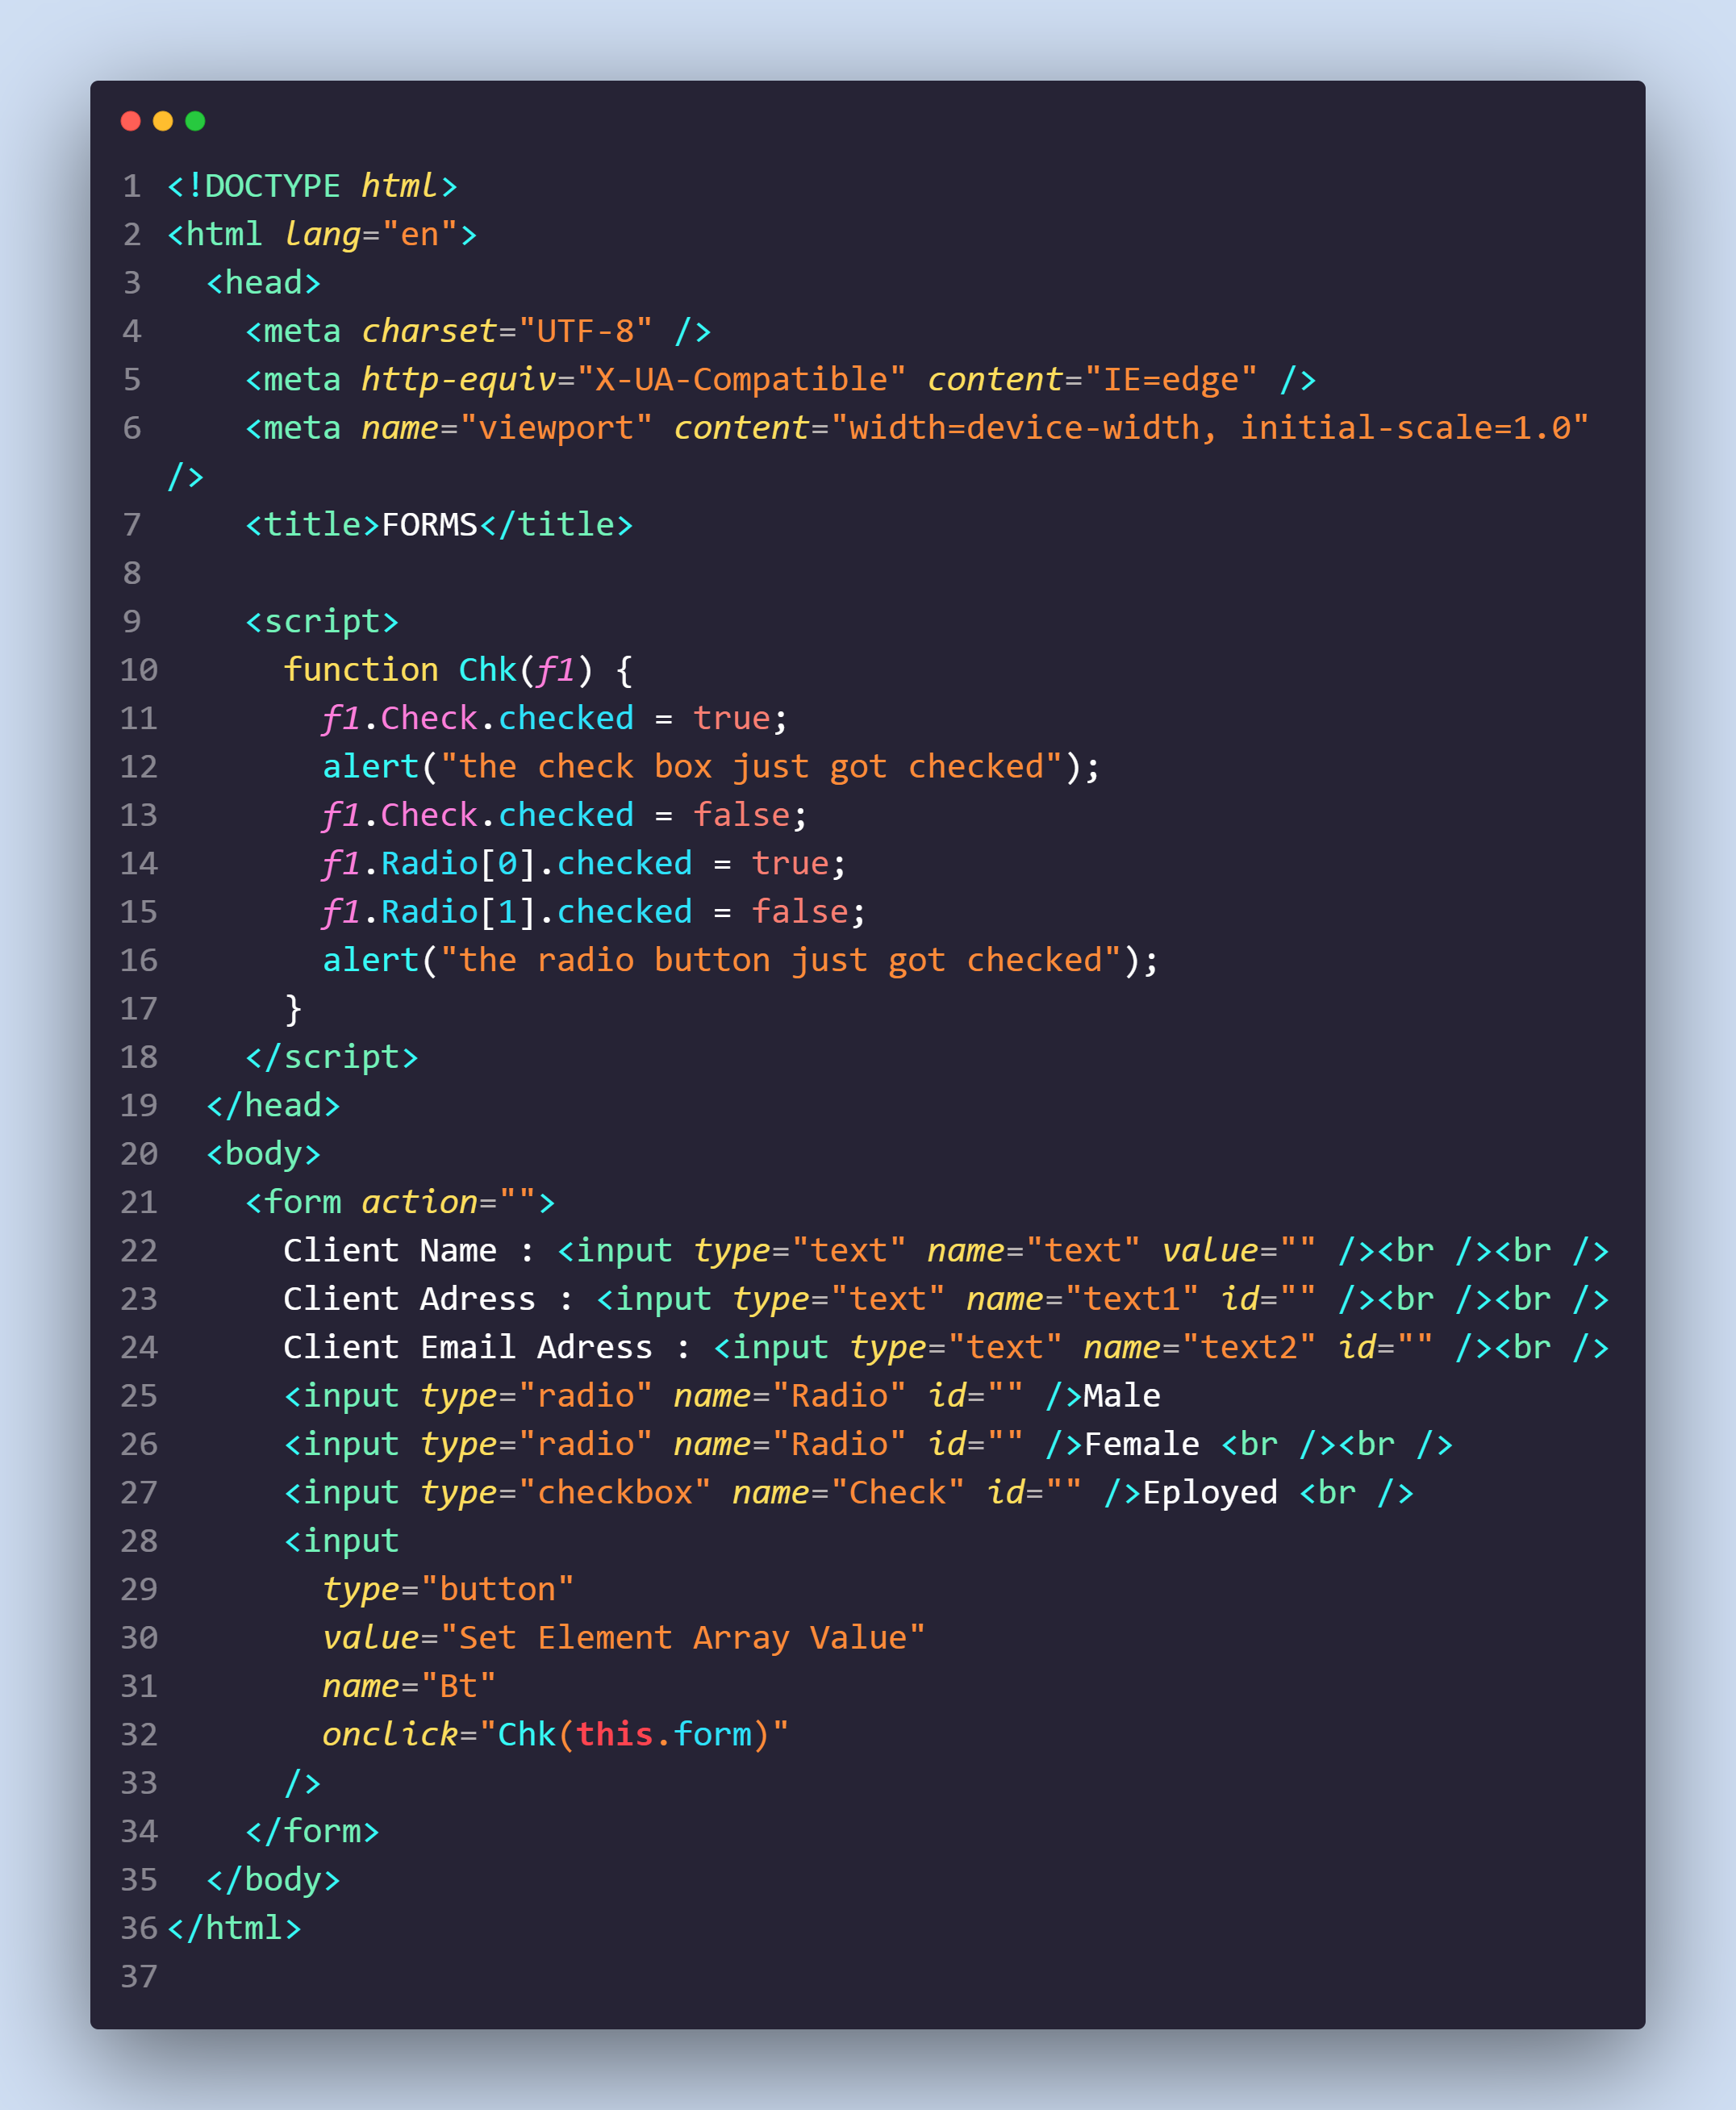 1 <!DOCTYPE html>
2 <html lang="en">
3   <head>
4     <meta charset="UTF-8" />
5     <meta http-equiv="X-UA-Compatible" content="IE=edge" />
6     <meta name="viewport" content="width=device-width, initial-scale=1.0"
/>
7     <title>FORMS</title>
8
9     <script>
10       function Chk(f1) {
11         f1.Check.checked = true;
12         alert("the check box just got checked");
13         f1.Check.checked = false;
14         f1.Radio[0].checked = true;
15         f1.Radio[1].checked = false;
16         alert("the radio button just got checked");
17       }
18     </script>
19   </head>
20   <body>
21     <form action="">
22       Client Name : <input type="text" name="text" value="" /><br /><br />
23       Client Adress : <input type="text" name="text1" id="" /><br /><br />
24       Client Email Adress : <input type="text" name="text2" id="" /><br />
25       <input type="radio" name="Radio" id="" />Male
26       <input type="radio" name="Radio" id="" />Female <br /><br />
27       <input type="checkbox" name="Check" id="" />Eployed <br />
28       <input
29         type="button"
30         value="Set Element Array Value"
31         name="Bt"
32         onclick="Chk(this.form)"
33       />
34     </form>
35   </body>
36 </html>
37